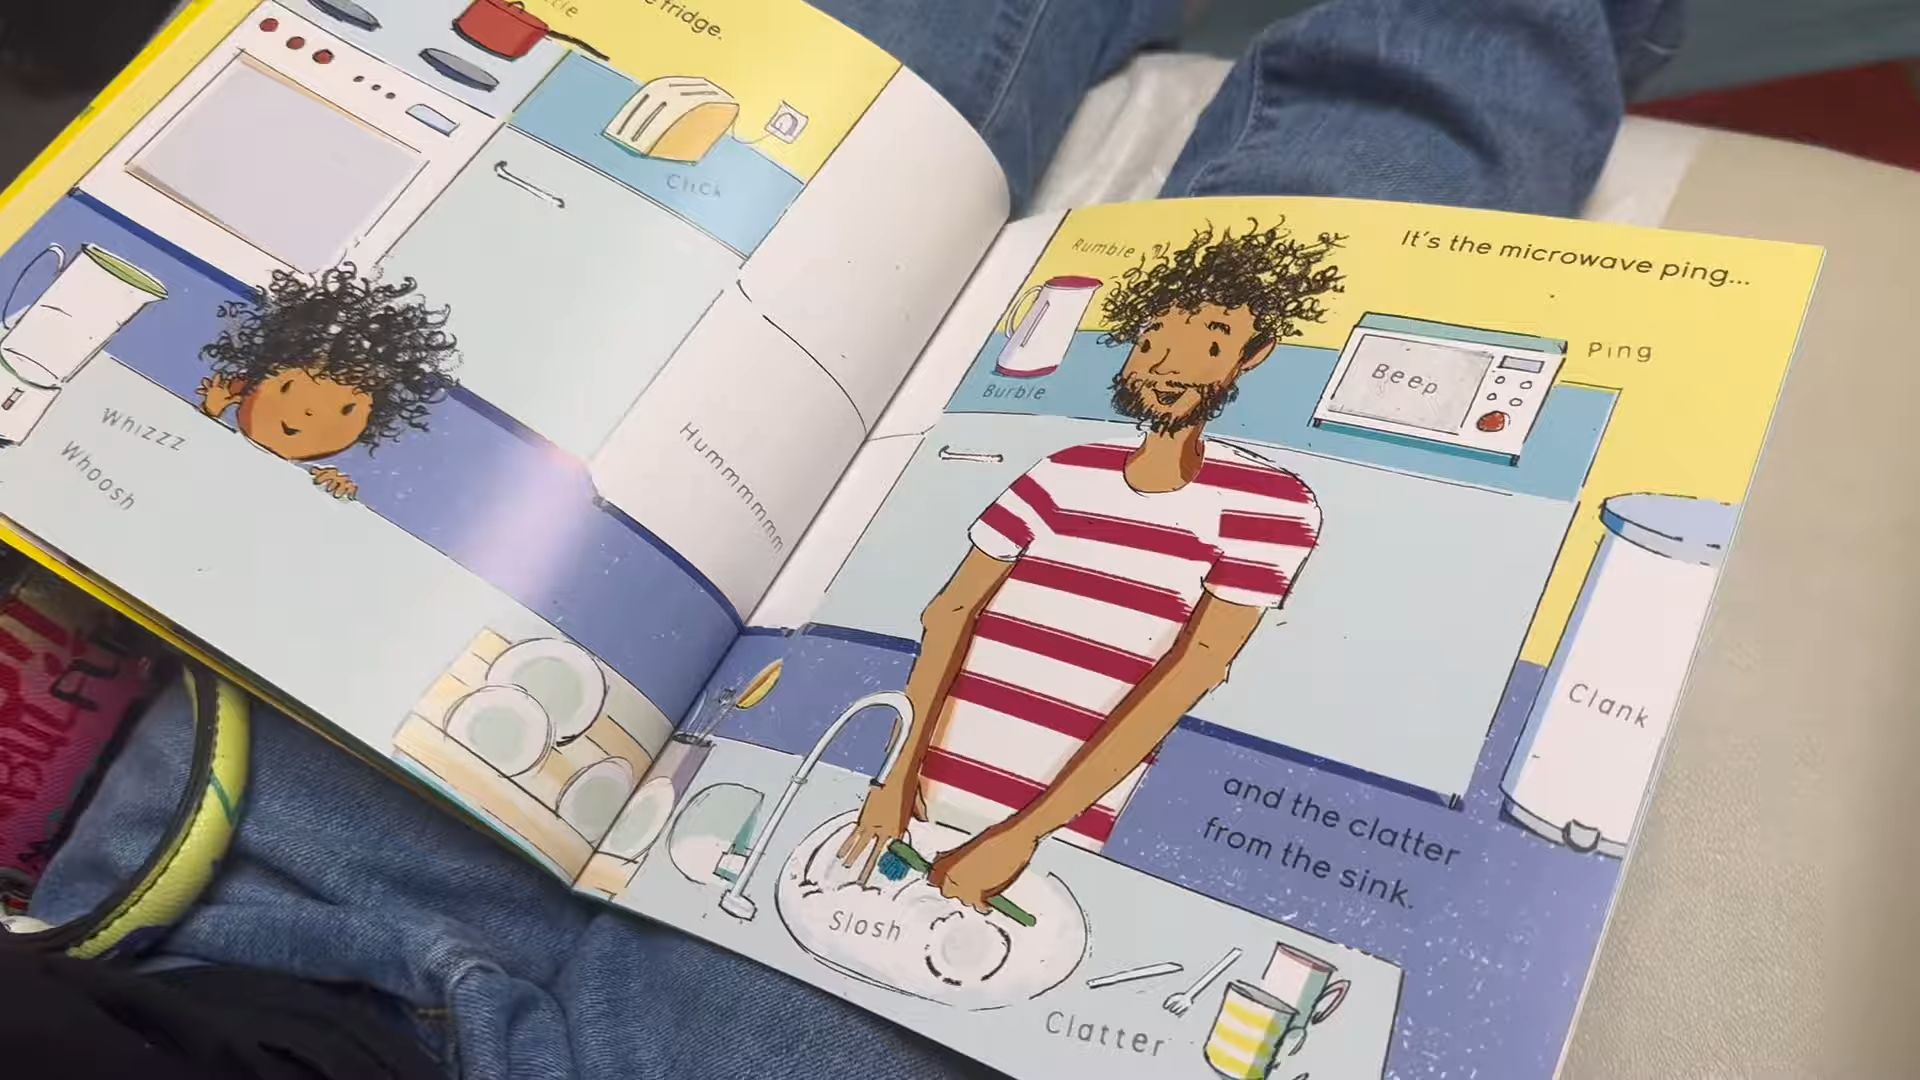 fridge.
Click
Whizzz
Whoosh
Hummmmmm
It's the microwave ping...
Rumble
Burble
Beep
Ping
Clank
and the clatter
from the sink.
Slosh
Clatter